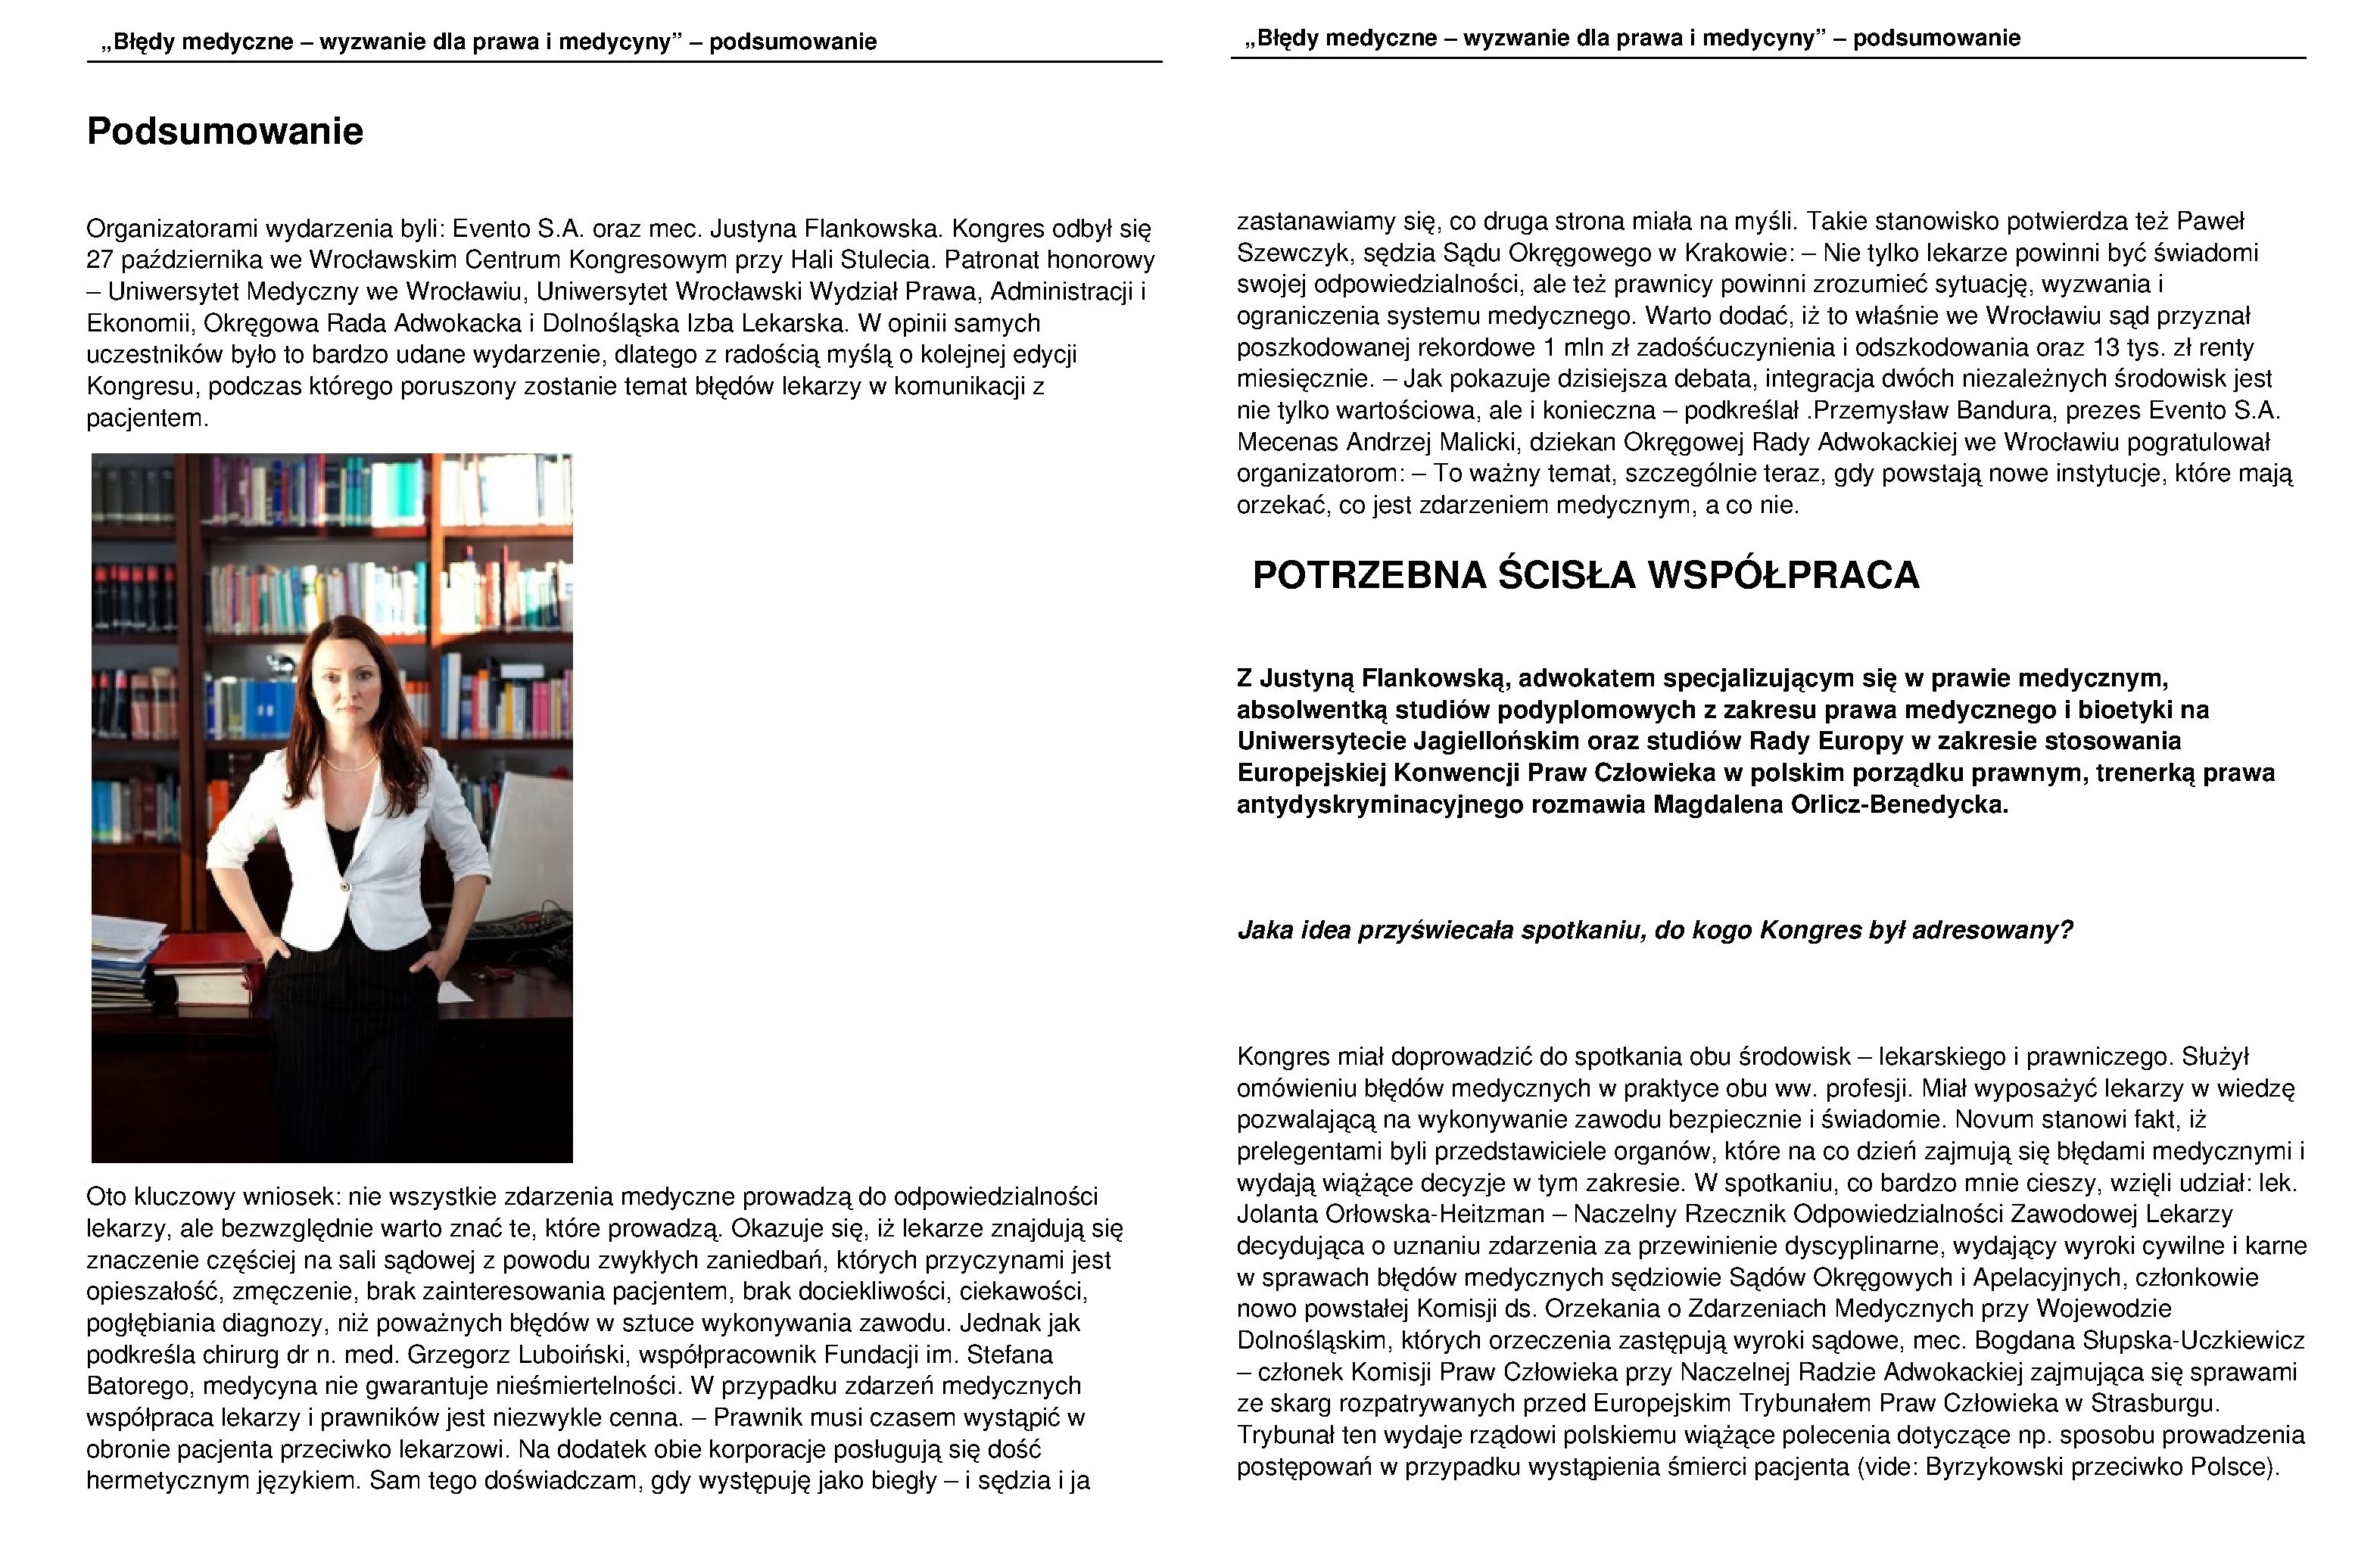 „Błędy medyczne – wyzwanie dla prawa i medycyny” – podsumowanie
Podsumowanie
Organizatorami wydarzenia byli: Evento S.A. oraz mec. Justyna Flankowska. Kongres odbył się
27 października we Wrocławskim Centrum Kongresowym przy Hali Stulecia. Patronat honorowy
– Uniwersytet Medyczny we Wrocławiu, Uniwersytet Wrocławski Wydział Prawa, Administracji i
Ekonomii, Okręgowa Rada Adwokacka i Dolnośląska Izba Lekarska. W opinii samych
uczestników było to bardzo udane wydarzenie, dlatego z radością myślą o kolejnej edycji
Kongresu, podczas którego poruszony zostanie temat błędów lekarzy w komunikacji z
pacjentem.
Oto kluczowy wniosek: nie wszystkie zdarzenia medyczne prowadzą do odpowiedzialności
lekarzy, ale bezwzględnie warto znać te, które prowadzą. Okazuje się, iż lekarze znajdują się
znaczenie częściej na sali sądowej z powodu zwykłych zaniedbań, których przyczynami jest
opieszałość, zmęczenie, brak zainteresowania pacjentem, brak dociekliwości, ciekawości,
pogłębiania diagnozy, niż poważnych błędów w sztuce wykonywania zawodu. Jednak jak
podkreśla chirurg dr n. med. Grzegorz Luboiński, współpracownik Fundacji im. Stefana
Batorego, medycyna nie gwarantuje nieśmiertelności. W przypadku zdarzeń medycznych
współpraca lekarzy i prawników jest niezwykle cenna. – Prawnik musi czasem wystąpić w
obronie pacjenta przeciwko lekarzowi. Na dodatek obie korporacje posługują się dość
hermetycznym językiem. Sam tego doświadczam, gdy występuję jako biegły – i sędzia i ja
„Błędy medyczne – wyzwanie dla prawa i medycyny” – podsumowanie
zastanawiamy się, co druga strona miała na myśli. Takie stanowisko potwierdza też Paweł
Szewczyk, sędzia Sądu Okręgowego w Krakowie: – Nie tylko lekarze powinni być świadomi
swojej odpowiedzialności, ale też prawnicy powinni zrozumieć sytuację, wyzwania i
ograniczenia systemu medycznego. Warto dodać, iż to właśnie we Wrocławiu sąd przyznał
poszkodowanej rekordowe 1 mln zł zadośćuczynienia i odszkodowania oraz 13 tys. zł renty
miesięcznie. – Jak pokazuje dzisiejsza debata, integracja dwóch niezależnych środowisk jest
nie tylko wartościowa, ale i konieczna – podkreślał .Przemysław Bandura, prezes Evento S.A.
Mecenas Andrzej Malicki, dziekan Okręgowej Rady Adwokackiej we Wrocławiu pogratulował
organizatorom: – To ważny temat, szczególnie teraz, gdy powstają nowe instytucje, które mają
orzekać, co jest zdarzeniem medycznym, a co nie.
POTRZEBNA ŚCISŁA WSPÓŁPRACA
Z Justyną Flankowską, adwokatem specjalizującym się w prawie medycznym,
absolwentką studiów podyplomowych z zakresu prawa medycznego i bioetyki na
Uniwersytecie Jagiellońskim oraz studiów Rady Europy w zakresie stosowania
Europejskiej Konwencji Praw Człowieka w polskim porządku prawnym, trenerką prawa
antydyskryminacyjnego rozmawia Magdalena Orlicz-Benedycka.
Jaka idea przyświecała spotkaniu, do kogo Kongres był adresowany?
Kongres miał doprowadzić do spotkania obu środowisk – lekarskiego i prawniczego. Służył
omówieniu błędów medycznych w praktyce obu ww. profesji. Miał wyposażyć lekarzy w wiedzę
pozwalającą na wykonywanie zawodu bezpiecznie i świadomie. Novum stanowi fakt, iż
prelegentami byli przedstawiciele organów, które na co dzień zajmują się błędami medycznymi i
wydają wiążące decyzje w tym zakresie. W spotkaniu, co bardzo mnie cieszy, wzięli udział: lek.
Jolanta Orłowska-Heitzman – Naczelny Rzecznik Odpowiedzialności Zawodowej Lekarzy
decydująca o uznaniu zdarzenia za przewinienie dyscyplinarne, wydający wyroki cywilne i karne
w sprawach błędów medycznych sędziowie Sądów Okręgowych i Apelacyjnych, członkowie
nowo powstałej Komisji ds. Orzekania o Zdarzeniach Medycznych przy Wojewodzie
Dolnośląskim, których orzeczenia zastępują wyroki sądowe, mec. Bogdana Słupska-Uczkiewicz
– członek Komisji Praw Człowieka przy Naczelnej Radzie Adwokackiej zajmująca się sprawami
ze skarg rozpatrywanych przed Europejskim Trybunałem Praw Człowieka w Strasburgu.
Trybunał ten wydaje rządowi polskiemu wiążące polecenia dotyczące np. sposobu prowadzenia
postępowań w przypadku wystąpienia śmierci pacjenta (vide: Byrzykowski przeciwko Polsce).